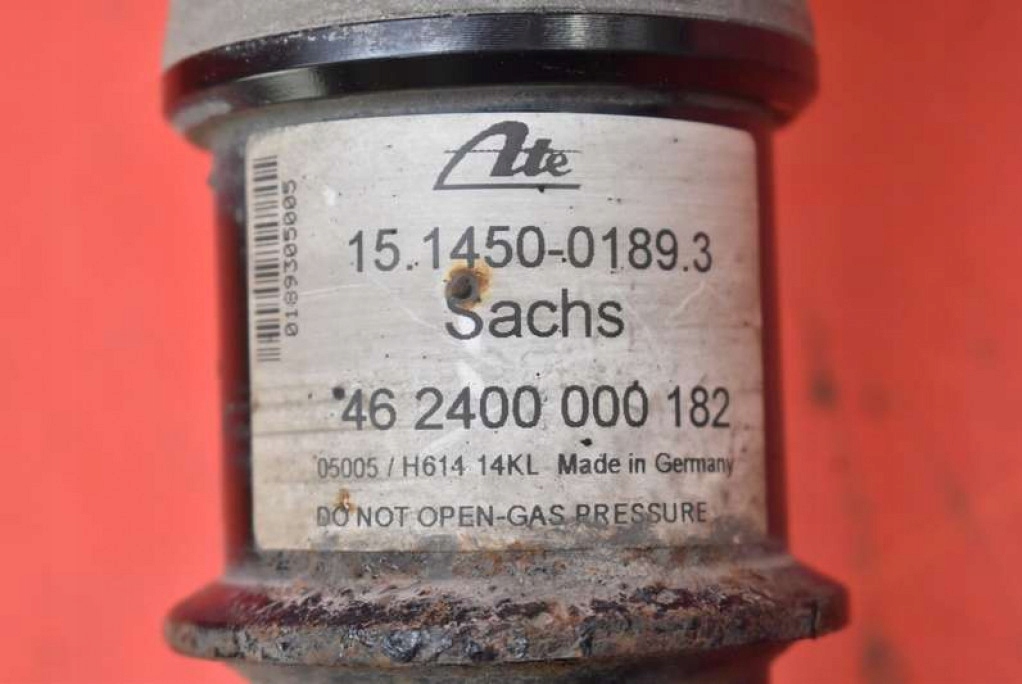 Ate
15.1450-0189.3
Sachs
46 2400 000 182
05005 / H614 14KL Made in Germany
DO NOT OPEN-GAS PRESSURE
0189305005